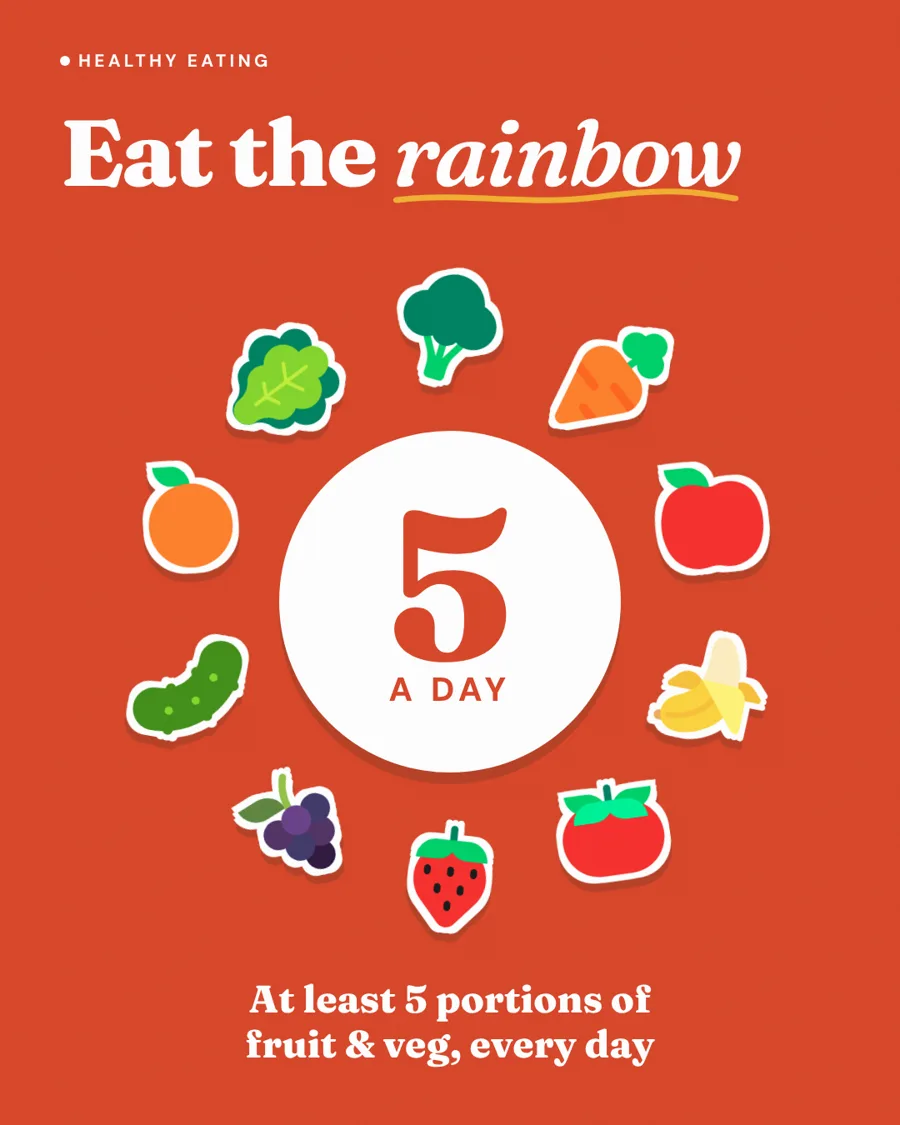 HEALTHY EATING
Eat the rainbow
5
A DAY
At least 5 portions of
fruit & veg, every day